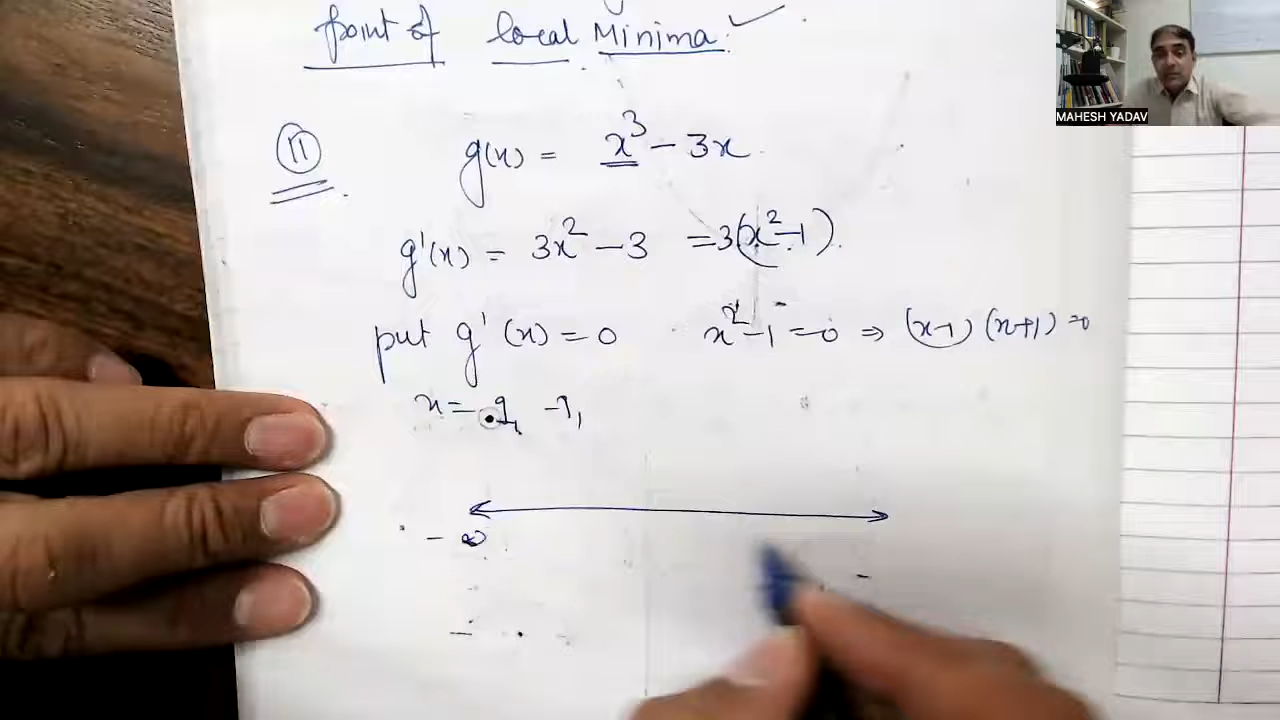 point of local Minima.
MAHESH YADAV
(ii) g(x) = x³ - 3x
g'(x) = 3x² - 3 = 3(x² - 1).
put g'(x) = 0 x² - 1 = 0 ⇒ (x-1) (x+1) = 0
x = 1, -1,
- ∞